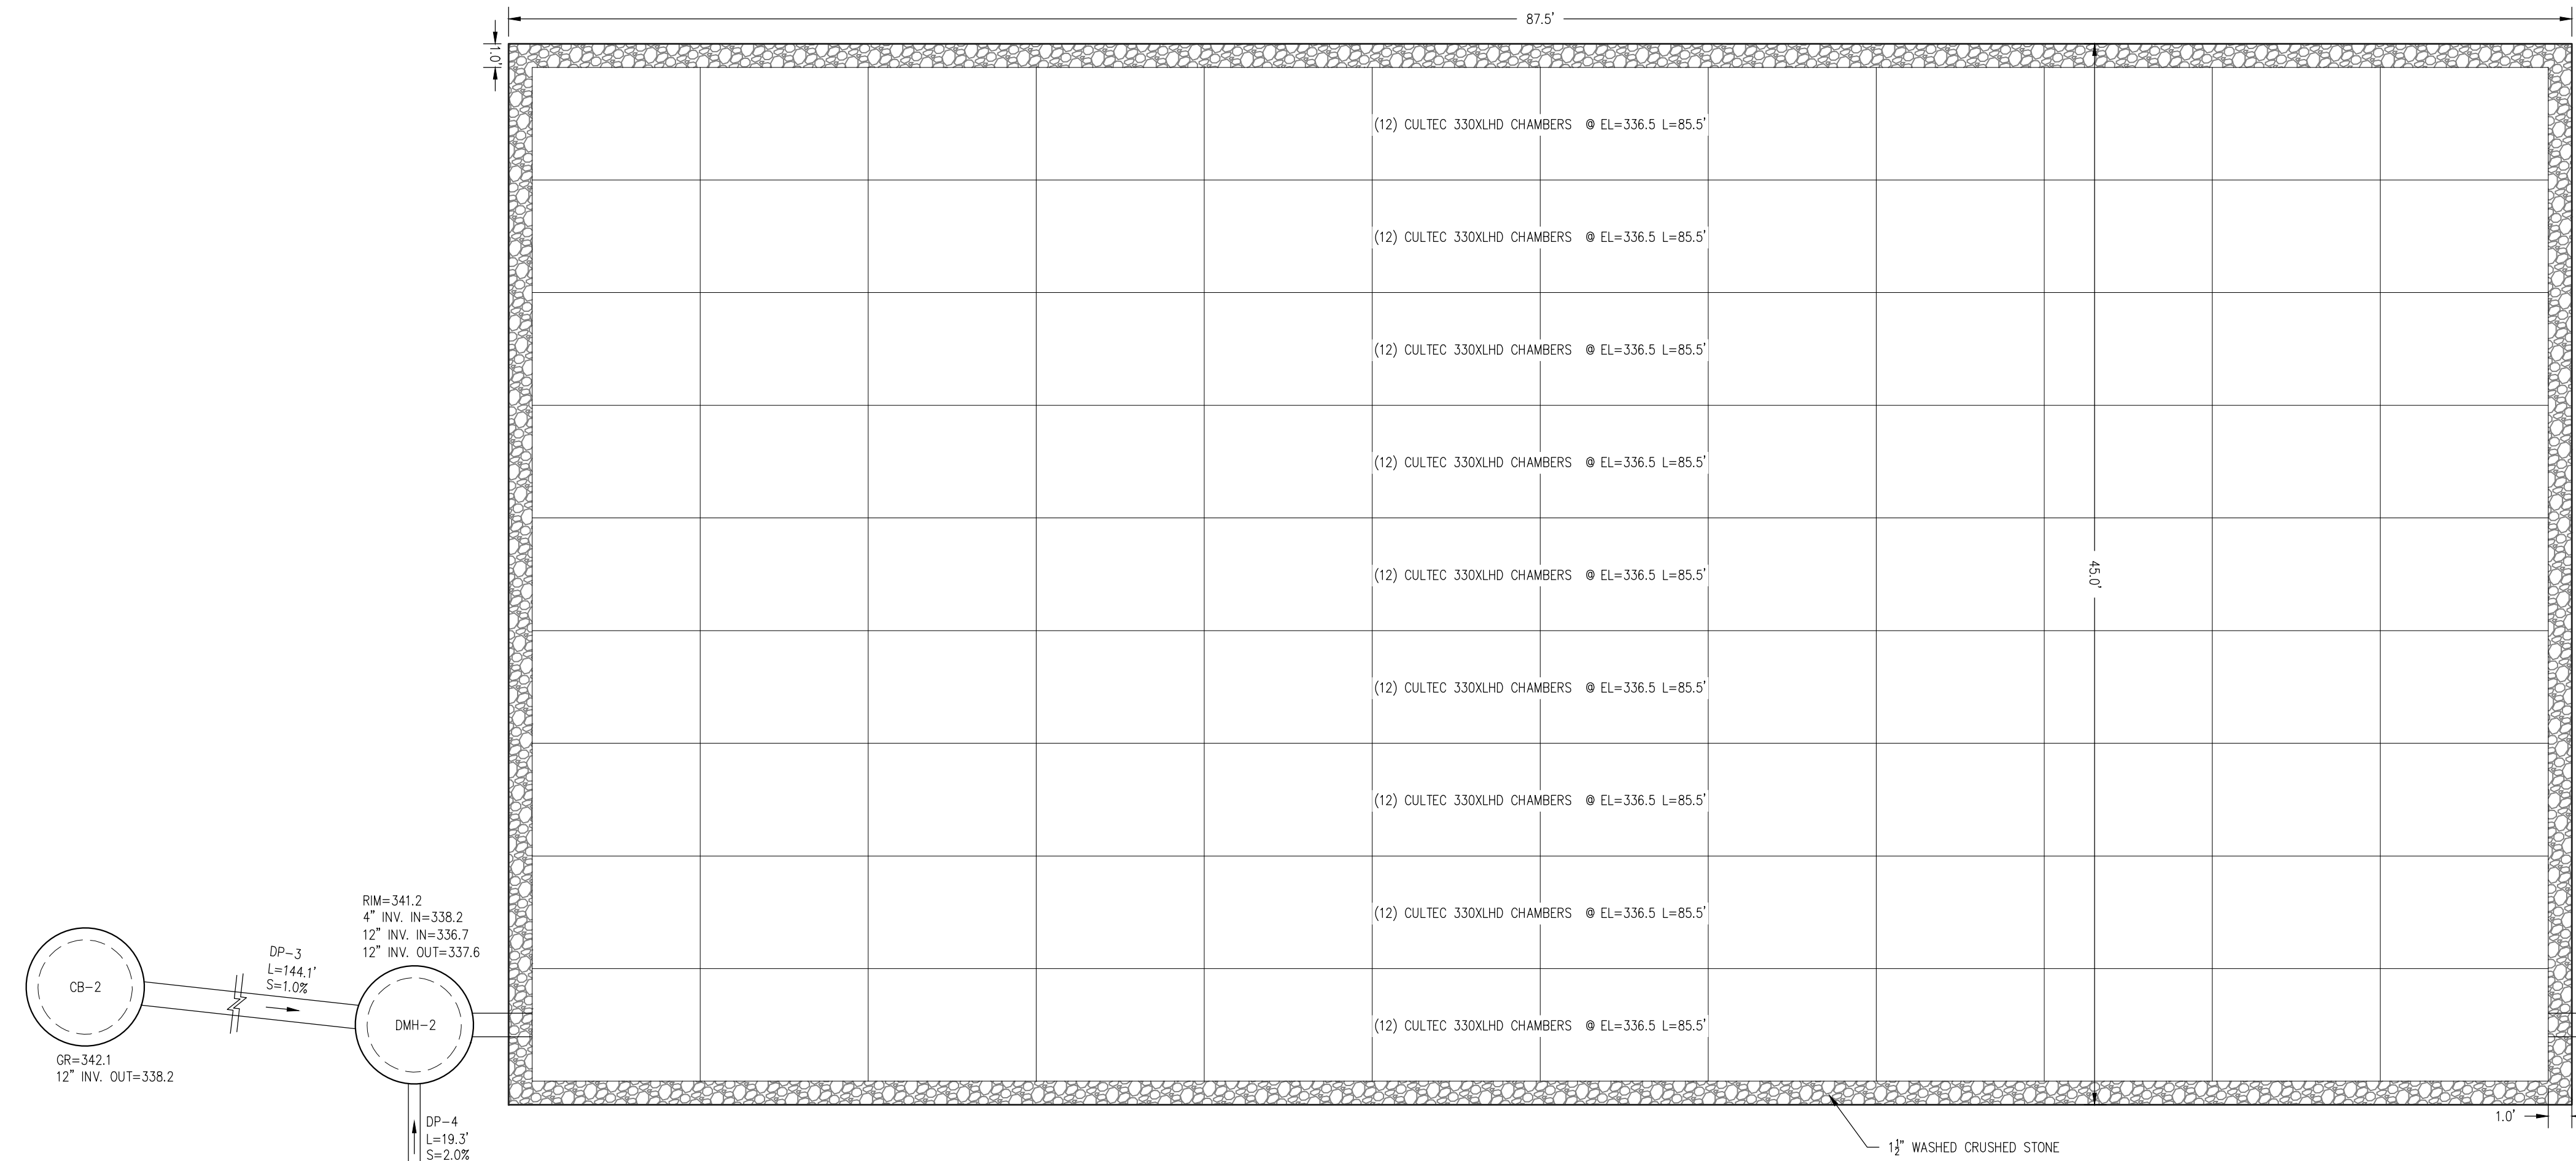 87.5'
1.0'
(12) CULTEC 330XLHD CHAMBERS @ EL=336.5 L=85.5'
(12) CULTEC 330XLHD CHAMBERS @ EL=336.5 L=85.5'
(12) CULTEC 330XLHD CHAMBERS @ EL=336.5 L=85.5'
(12) CULTEC 330XLHD CHAMBERS @ EL=336.5 L=85.5'
(12) CULTEC 330XLHD CHAMBERS @ EL=336.5 L=85.5'
45.0'
(12) CULTEC 330XLHD CHAMBERS @ EL=336.5 L=85.5'
(12) CULTEC 330XLHD CHAMBERS @ EL=336.5 L=85.5'
(12) CULTEC 330XLHD CHAMBERS @ EL=336.5 L=85.5'
(12) CULTEC 330XLHD CHAMBERS @ EL=336.5 L=85.5'
RIM=341.2
4" INV. IN=338.2
12" INV. IN=336.7
12" INV. OUT=337.6
DP-3
L=144.1'
S=1.0%
CB-2
DMH-2
GR=342.1
12" INV. OUT=338.2
DP-4
L=19.3'
S=2.0%
1.0'
1½" WASHED CRUSHED STONE